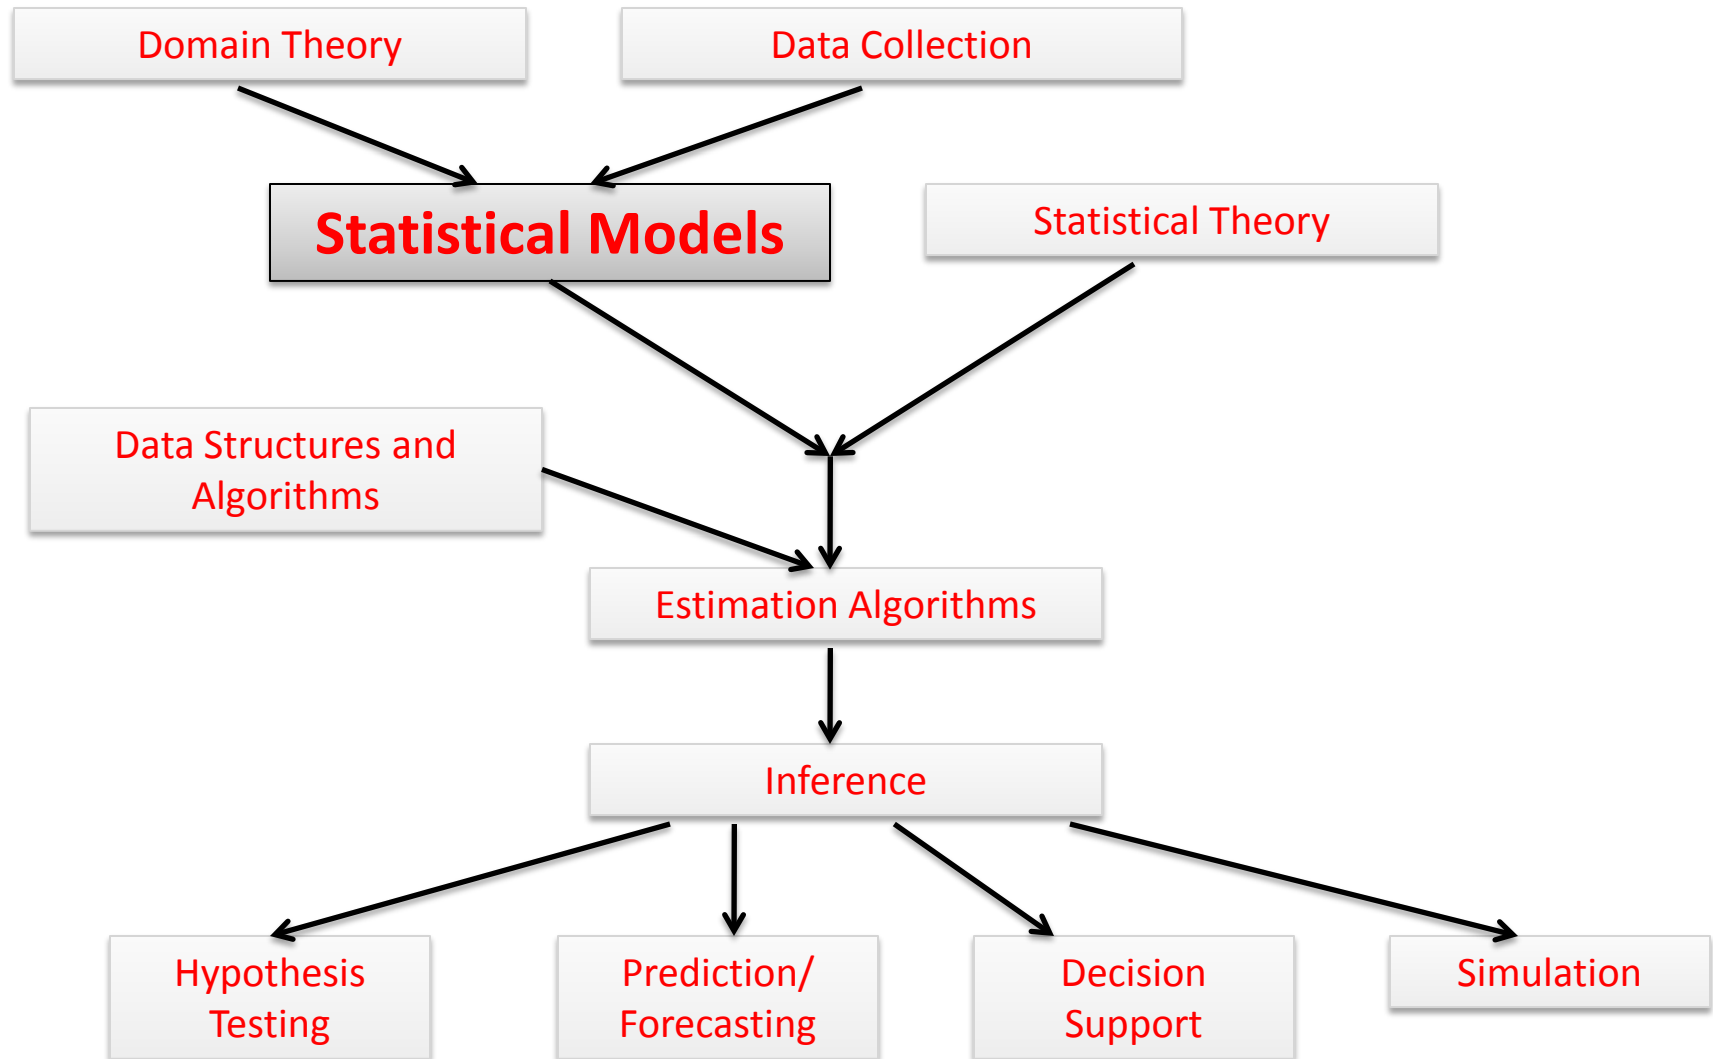 Domain Theory
Data Collection
Statistical Models
Statistical Theory
Data Structures and
Algorithms
Estimation Algorithms
Inference
Hypothesis
Testing
Prediction/
Forecasting
Decision
Support
Simulation